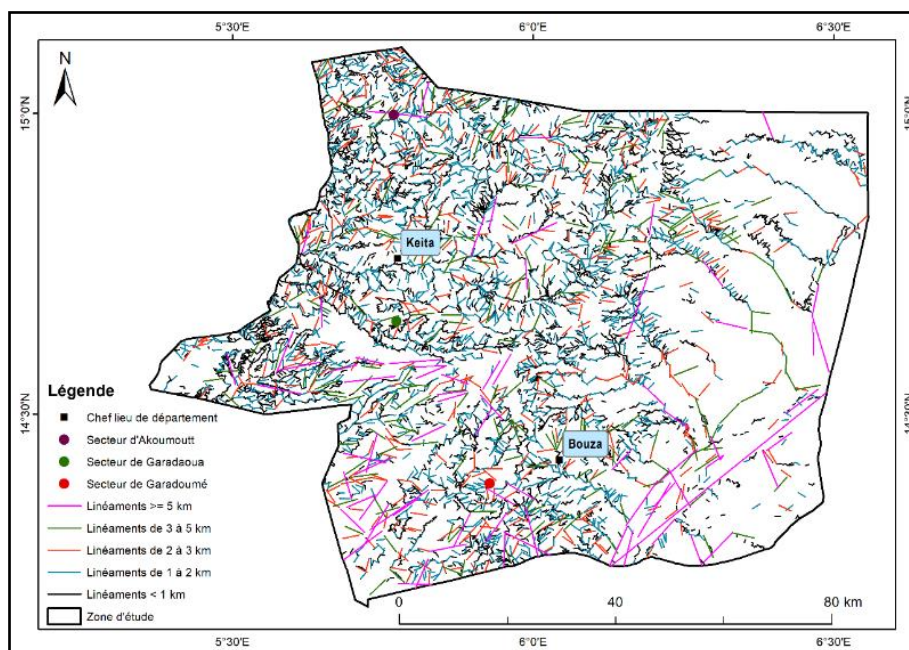 5°30'E 6°0'E 6°30'E
N
15°0'N 15°0'N
Keita
14°30'N 14°30'N
Bouza
Légende
Chef lieu de département
Secteur d'Akoumoutt
Secteur de Garadaoua
Secteur de Garadoumé
Linéaments >= 5 km
Linéaments de 3 à 5 km
Linéaments de 2 à 3 km
Linéaments de 1 à 2 km
Linéaments < 1 km
Zone d'étude
0 40 80 km
5°30'E 6°0'E 6°30'E